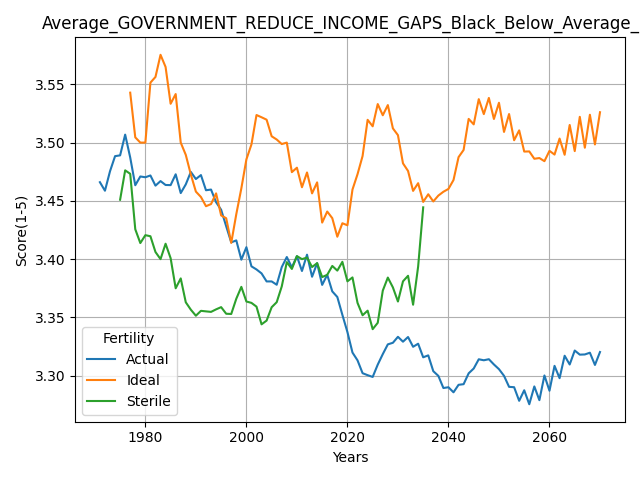 Average_GOVERNMENT_REDUCE_INCOME_GAPS_Black_Below_Average_
3.55
3.50
3.45
3.40
3.35
3.30
Score(1-5)
Fertility
Actual
Ideal
Sterile
1980 2000 2020 2040 2060
Years